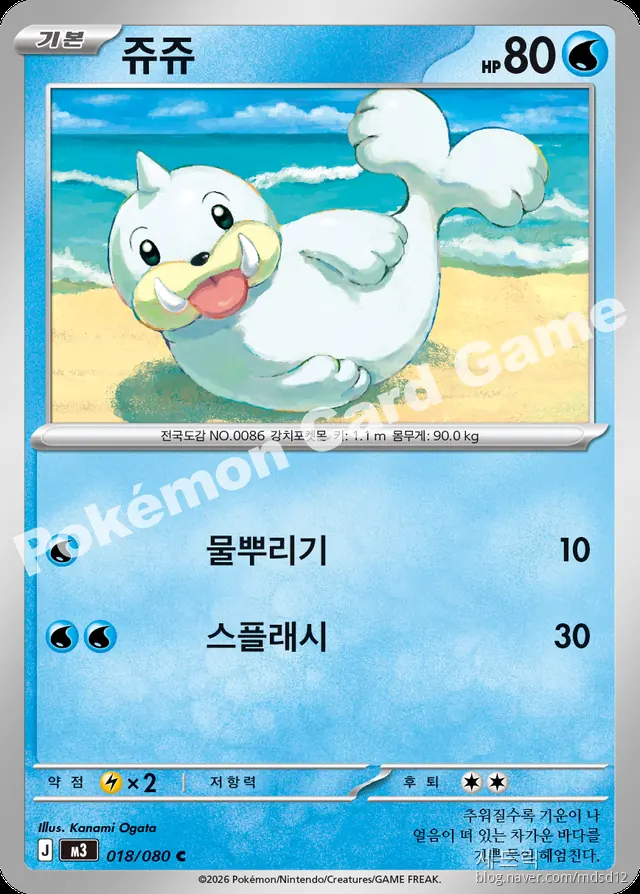 기본
쥬쥬
HP 80
전국도감 NO.0086 강치포켓몬 키: 1.1 m 몸무게: 90.0 kg
Pokémon Card Game
물뿌리기 10
스플래시 30
약점 ×2 저항력 후퇴
Illus. Kanami Ogata
추워질수록 기운이 나
얼음이 떠 있는 차가운 바다를
헤엄친다.
J m3 018/080 C
©2026 Pokémon/Nintendo/Creatures/GAME FREAK.
blog.naver.com/mdsd12